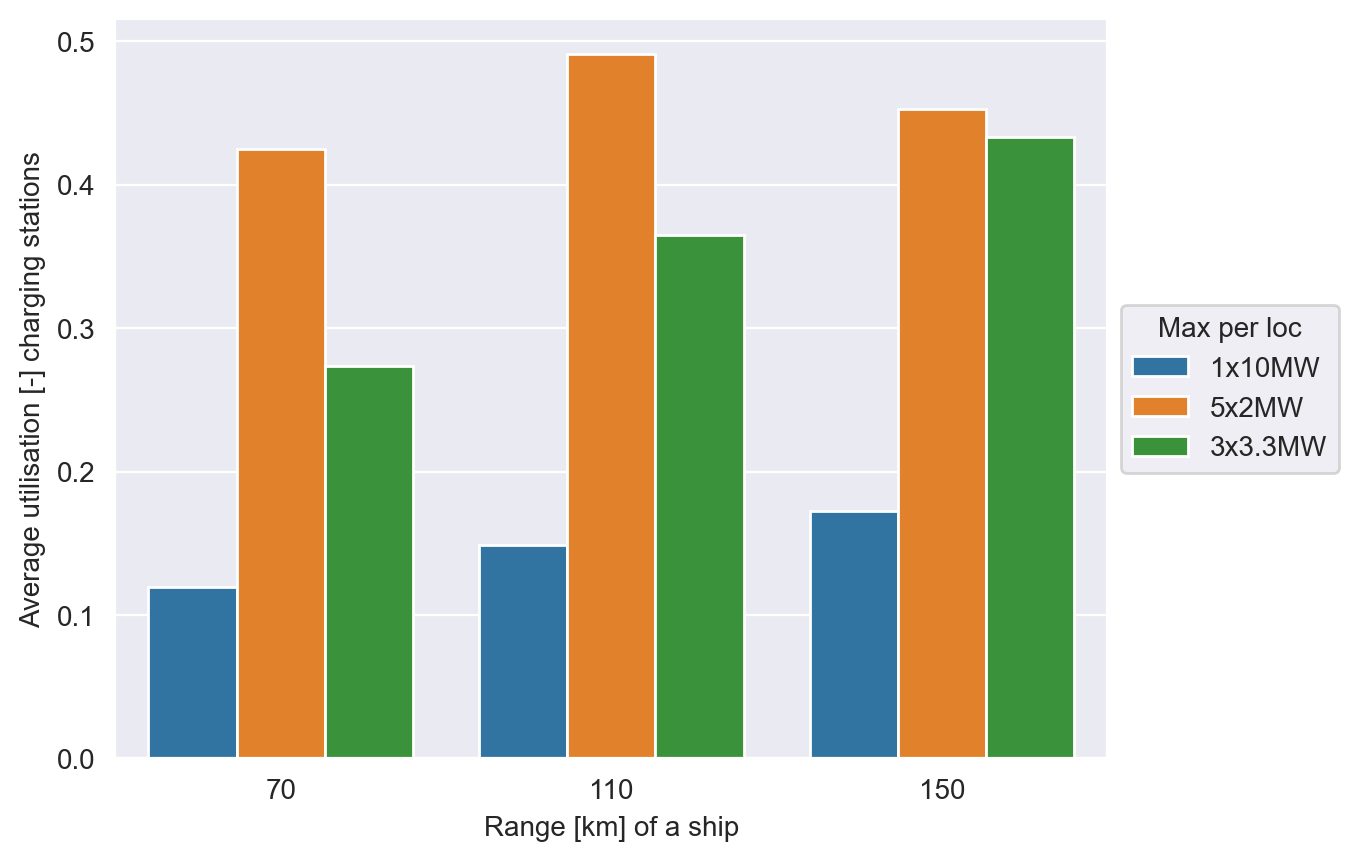 Average utilisation [-] charging stations
0.5
0.4
0.3
0.2
0.1
0.0
70
110
150
Range [km] of a ship
Max per loc
1x10MW
5x2MW
3x3.3MW